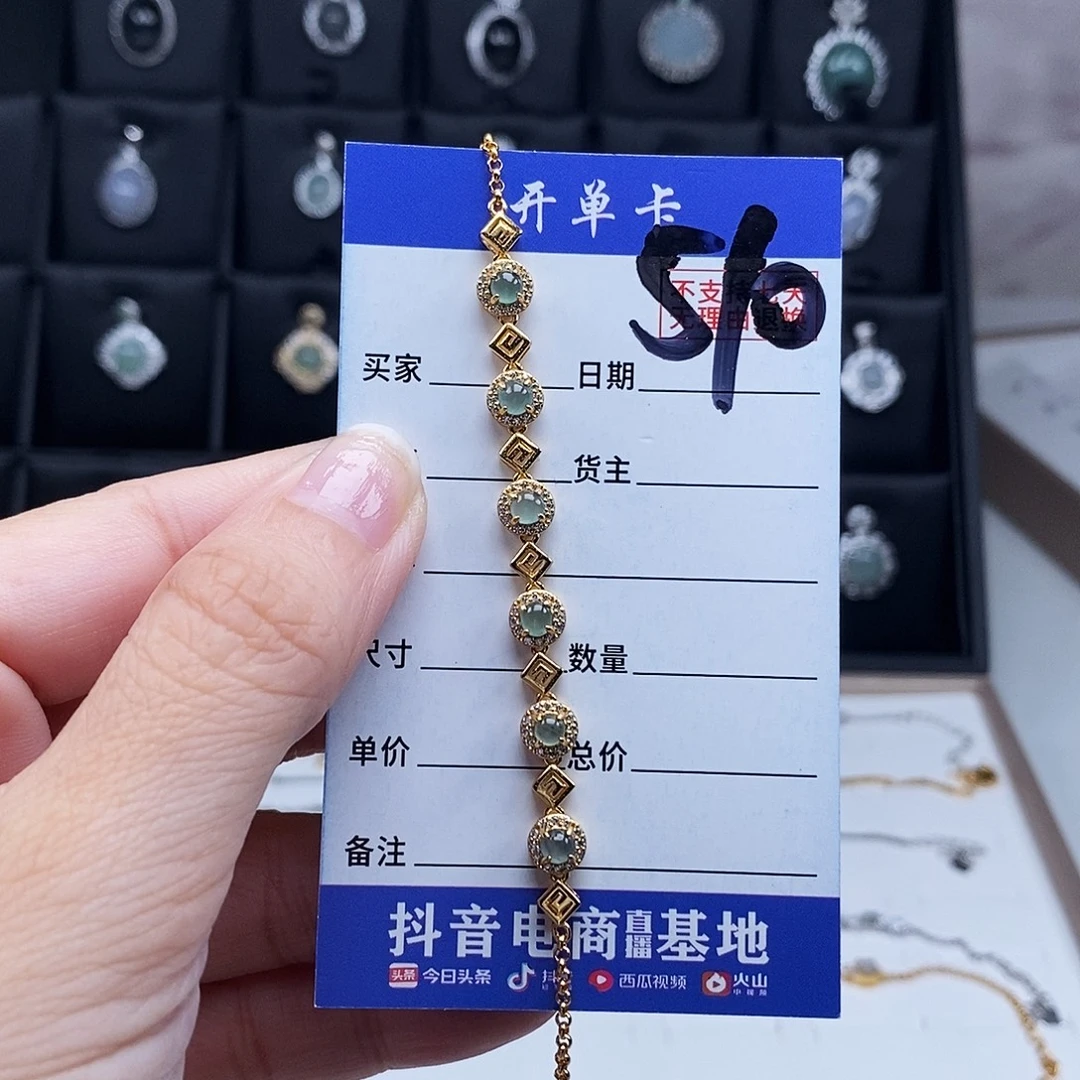 开单卡
不支持七天
无理由退换
买家 日期
货主
尺寸 数量
单价 总价
备注
抖音电商直播基地
今日头条 西瓜视频 火山